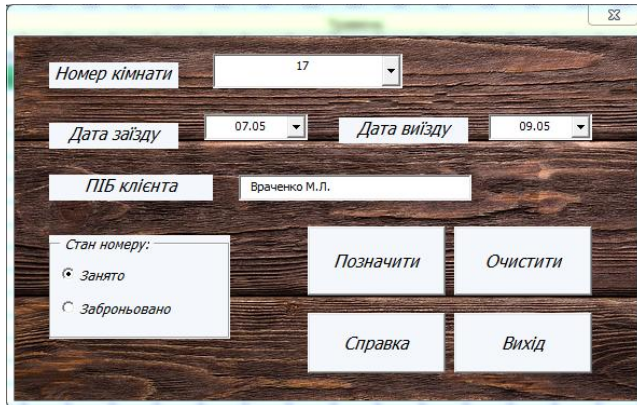 Номер кімнати 17
Дата заїзду 07.05 Дата виїзду 09.05
ПІБ клієнта Враченко М.Л.
Стан номеру:
Занято
Заброньовано
Позначити Очистити
Справка Вихід